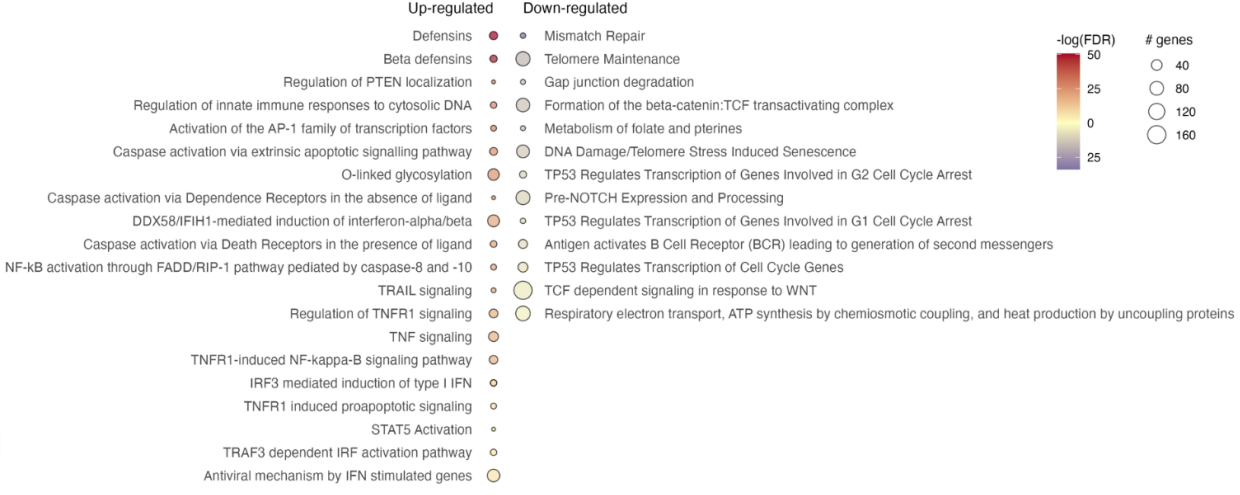 Up-regulated Down-regulated
Defensins Mismatch Repair
Beta defensins Telomere Maintenance
Regulation of PTEN localization Gap junction degradation
Regulation of innate immune responses to cytosolic DNA Formation of the beta-catenin:TCF transactivating complex
Activation of the AP-1 family of transcription factors Metabolism of folate and pterines
Caspase activation via extrinsic apoptotic signalling pathway DNA Damage/Telomere Stress Induced Senescence
O-linked glycosylation TP53 Regulates Transcription of Genes Involved in G2 Cell Cycle Arrest
Caspase activation via Dependence Receptors in the absence of ligand Pre-NOTCH Expression and Processing
DDX58/IFIH1-mediated induction of interferon-alpha/beta TP53 Regulates Transcription of Genes Involved in G1 Cell Cycle Arrest
Caspase activation via Death Receptors in the presence of ligand Antigen activates B Cell Receptor (BCR) leading to generation of second messengers
NF-kB activation through FADD/RIP-1 pathway pediated by caspase-8 and -10 TP53 Regulates Transcription of Cell Cycle Genes
TRAIL signaling TCF dependent signaling in response to WNT
Regulation of TNFR1 signaling Respiratory electron transport, ATP synthesis by chemiosmotic coupling, and heat production by uncoupling proteins
TNF signaling
TNFR1-induced NF-kappa-B signaling pathway
IRF3 mediated induction of type I IFN
TNFR1 induced proapoptotic signaling
STAT5 Activation
TRAF3 dependent IRF activation pathway
Antiviral mechanism by IFN stimulated genes
-log(FDR)
50
25
0
25
# genes
40
80
120
160